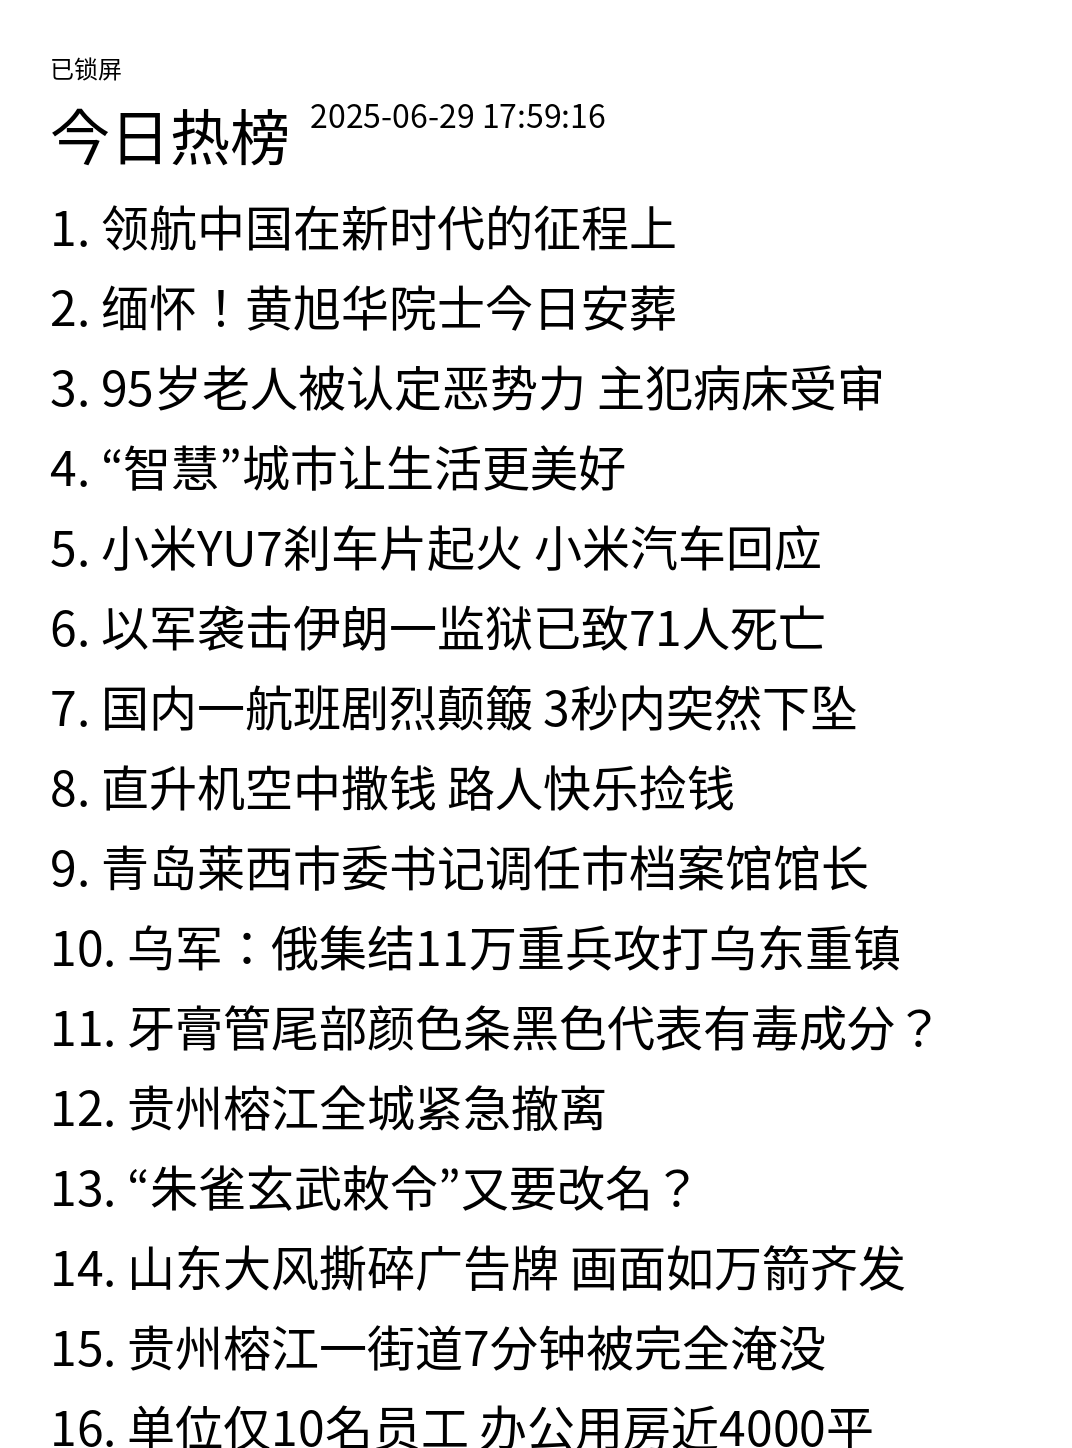 已锁屏
今日热榜 2025-06-29 17:59:16
1. 领航中国在新时代的征程上
2. 缅怀！黄旭华院士今日安葬
3. 95岁老人被认定恶势力 主犯病床受审
4. “智慧”城市让生活更美好
5. 小米YU7刹车片起火 小米汽车回应
6. 以军袭击伊朗一监狱已致71人死亡
7. 国内一航班剧烈颠簸 3秒内突然下坠
8. 直升机空中撒钱 路人快乐捡钱
9. 青岛莱西市委书记调任市档案馆馆长
10. 乌军：俄集结11万重兵攻打乌东重镇
11. 牙膏管尾部颜色条黑色代表有毒成分？
12. 贵州榕江全城紧急撤离
13. “朱雀玄武敕令”又要改名？
14. 山东大风撕碎广告牌 画面如万箭齐发
15. 贵州榕江一街道7分钟被完全淹没
16. 单位仅10名员工 办公用房近4000平